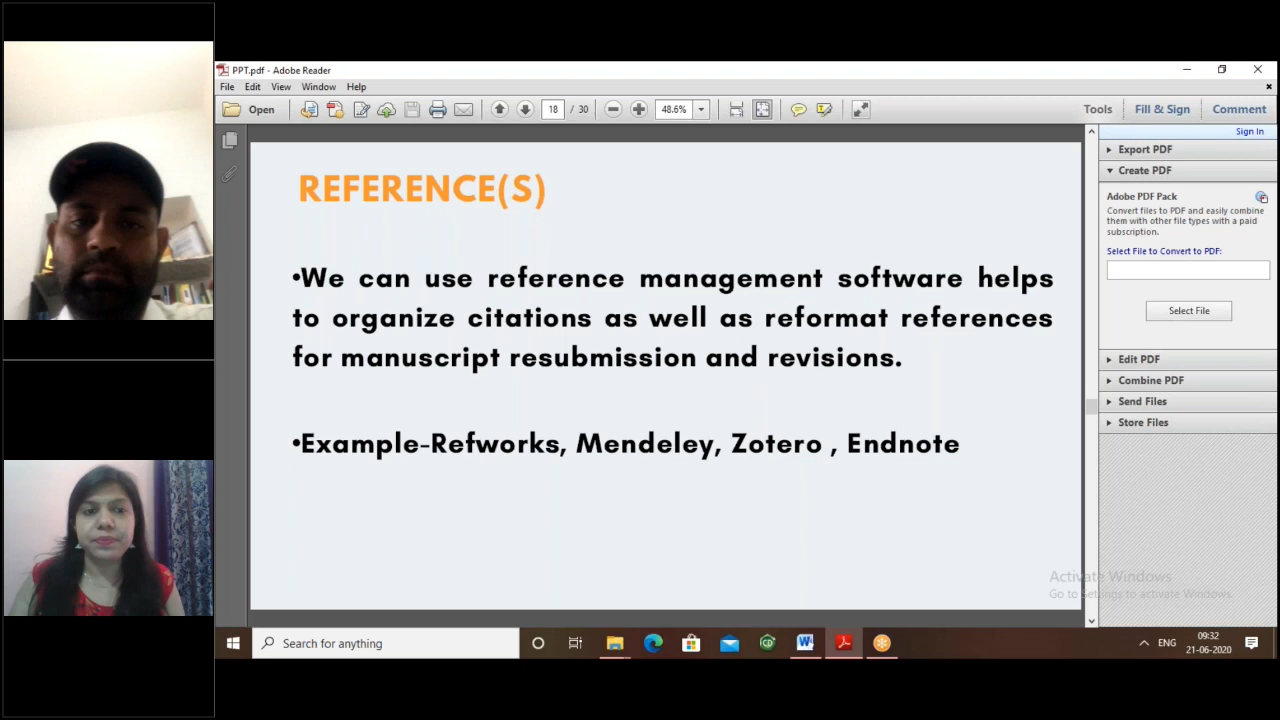 PPT.pdf - Adobe Reader
File Edit View Window Help
Open 18 / 30 48.6% Tools Fill & Sign Comment
Sign In
Export PDF
Create PDF
Adobe PDF Pack
Convert files to PDF and easily combine
them with other file types with a paid
subscription.
Select File to Convert to PDF:
Select File
Edit PDF
Combine PDF
Send Files
Store Files
REFERENCE(S)
•We can use reference management software helps
to organize citations as well as reformat references
for manuscript resubmission and revisions.
•Example-Refworks, Mendeley, Zotero , Endnote
Activate Windows
Go to Settings to activate Windows.
Search for anything
ENG
09:32
21-06-2020